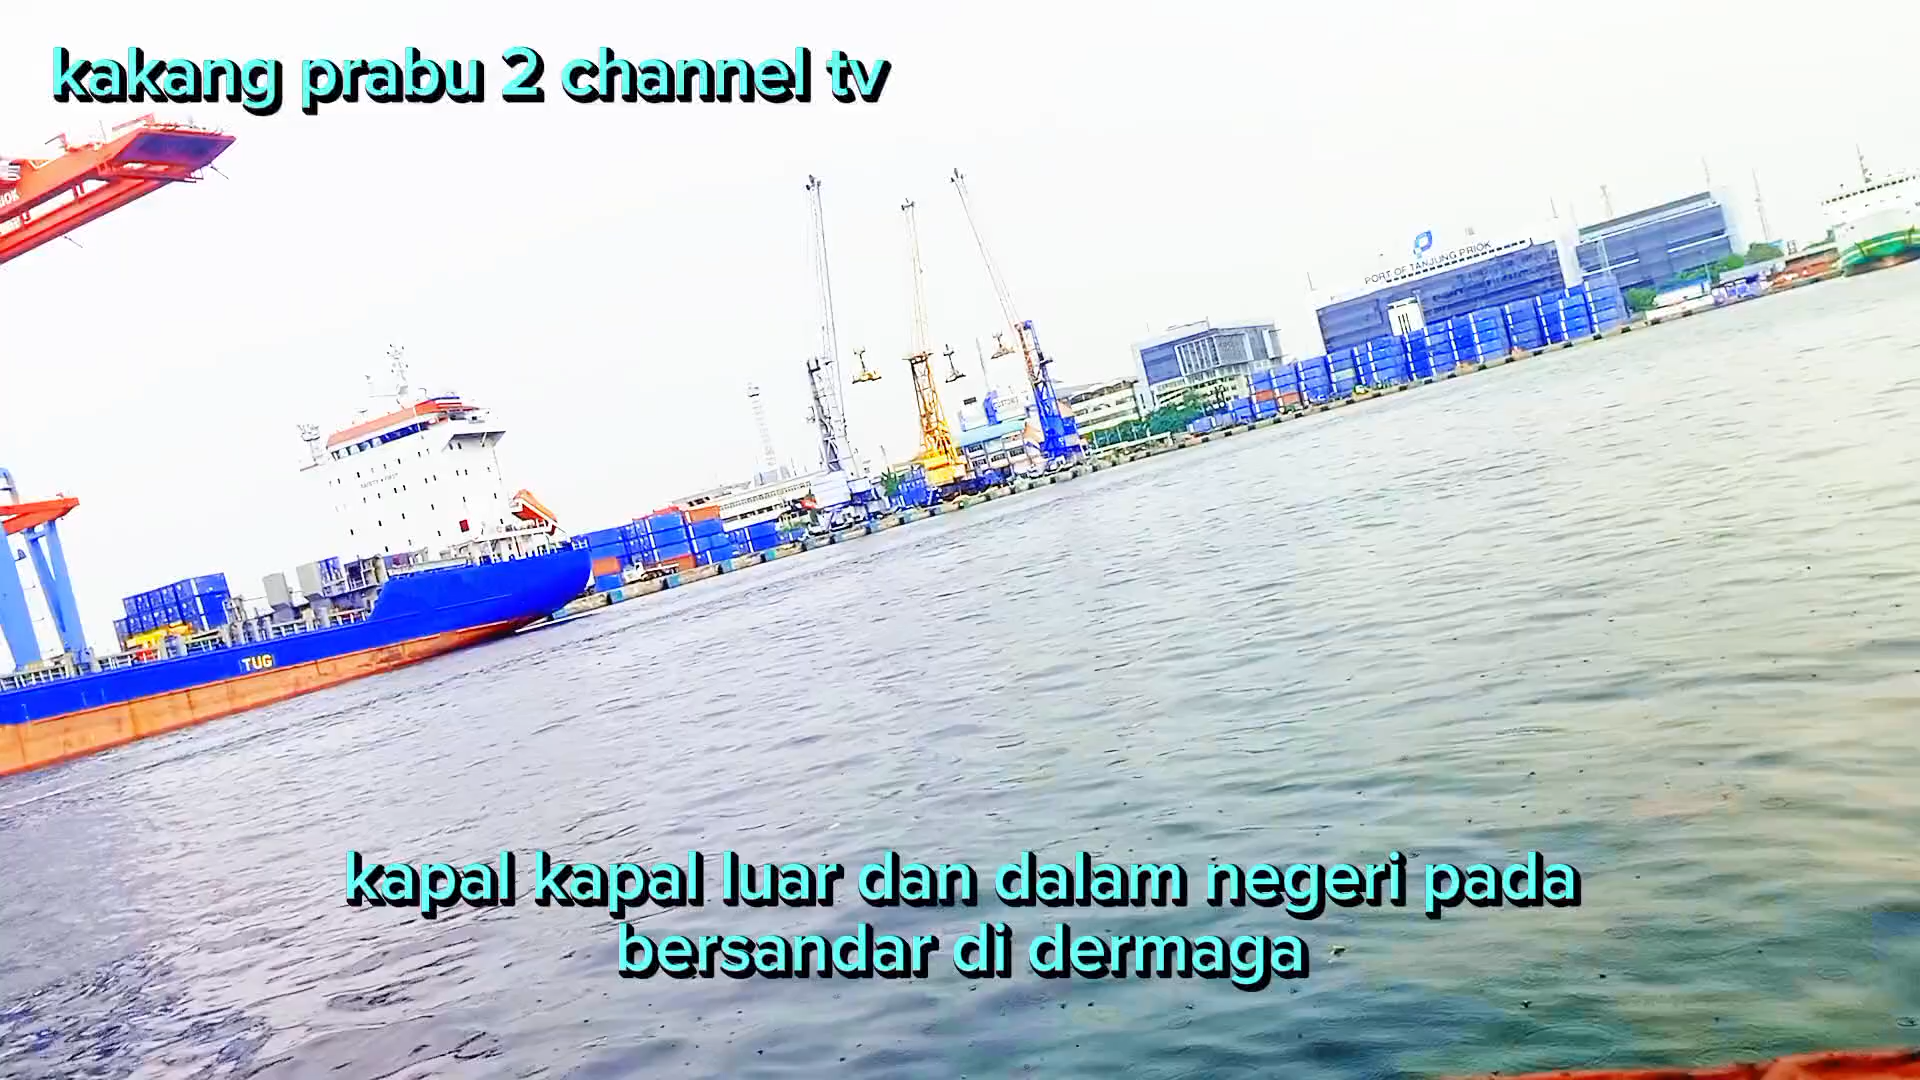 kakang prabu 2 channel tv
PORT OF TANJUNG PRIOK
TUG
kapal kapal luar dan dalam negeri pada
bersandar di dermaga